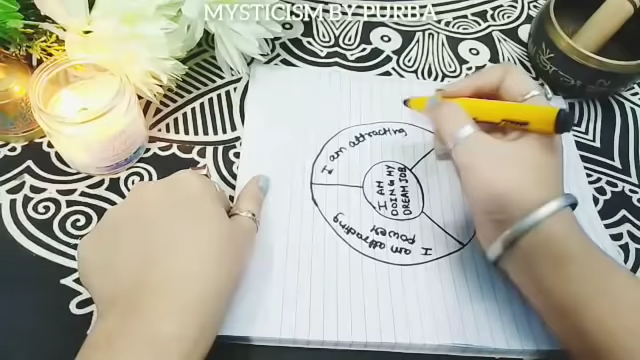 MYSTICISM BY PURBA
I am attracting
I AM
DOING MY
DREAM JOB
I am attracting
power